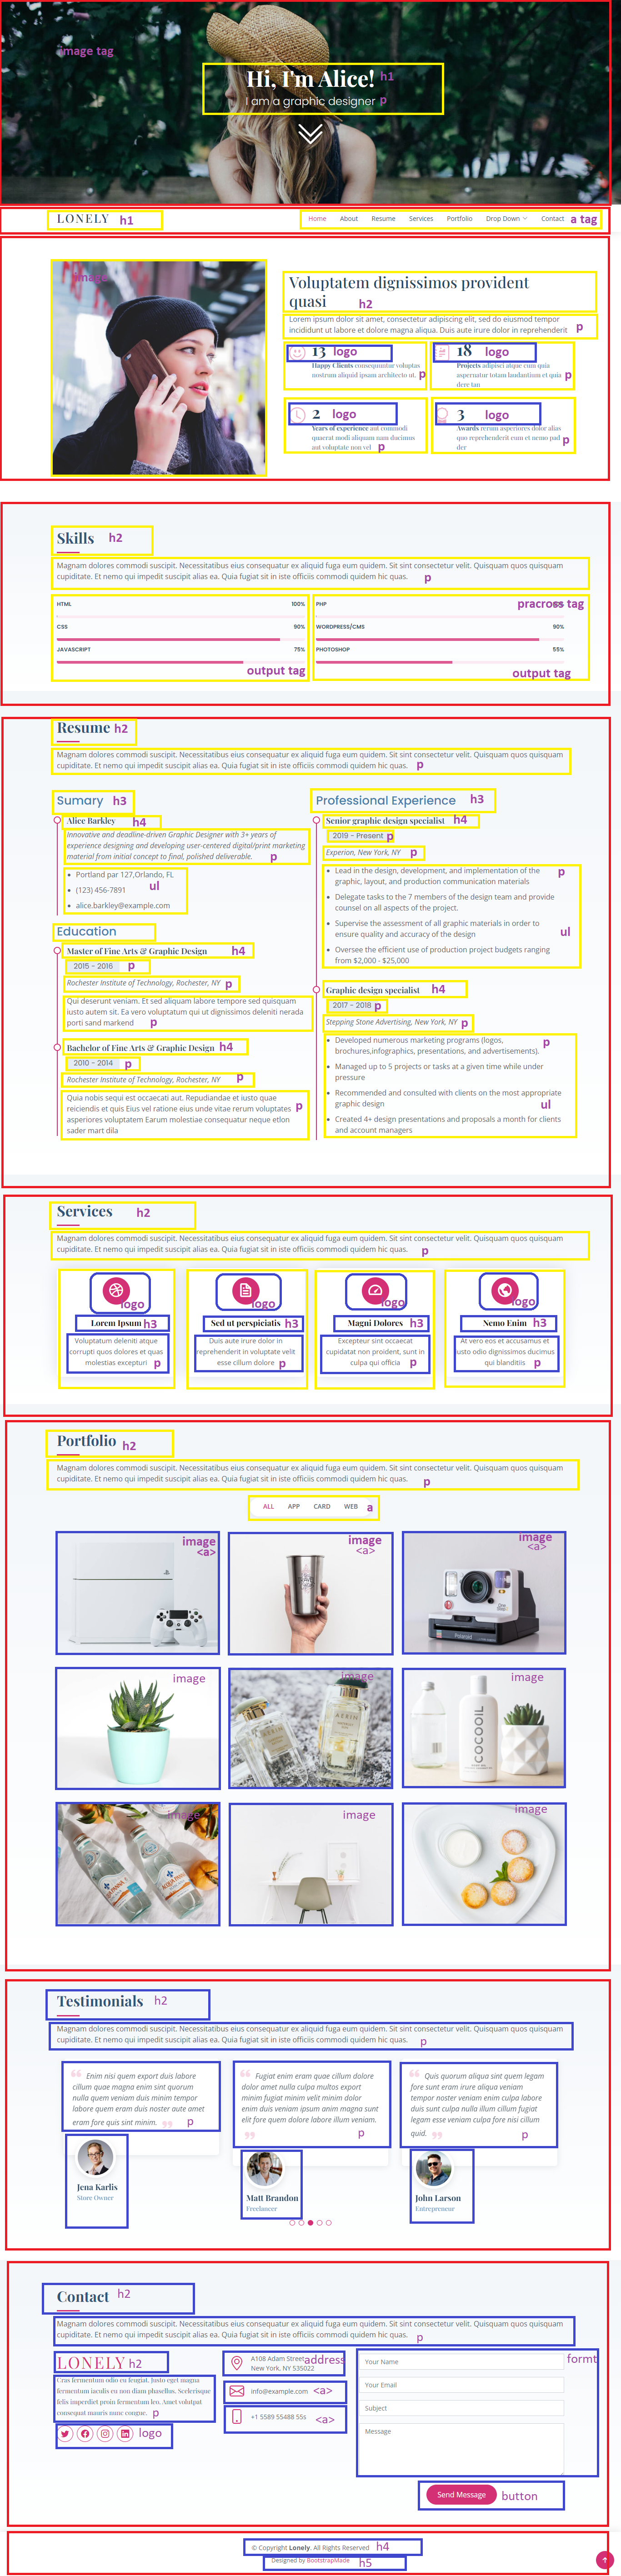 image tag
Hi, I'm Alice! h1
I am a graphic designer p
LONELY h1
Home About Resume Services Portfolio Drop Down Contact a tag
image
Voluptatem dignissimos provident
quasi h2
Lorem ipsum dolor sit amet, consectetur adipiscing elit, sed do eiusmod tempor
incididunt ut labore et dolore magna aliqua. Duis aute irure dolor in reprehenderit p
13 logo
Happy Clients consequuntur voluptas
nostrum aliquid ipsam architecto ut. p
18 logo
Projects adipisci atque cum quia
aspernatur totam laudantium et quia p
dere tau
2 logo
Years of experience aut commodi
quaerat modi aliquam nam ducimus
aut voluptate non vel p
3 logo
Awards rerum asperiores dolor alias
quo reprehenderit eum et nemo pad p
der
Skills h2
Magnam dolores commodi suscipit. Necessitatibus eius consequatur ex aliquid fuga eum quidem. Sit sint consectetur velit. Quisquam quos quisquam
cupiditate. Et nemo qui impedit suscipit alias ea. Quia fugiat sit in iste officiis commodi quidem hic quas. p
HTML 100%
CSS 90%
JAVASCRIPT 75%
output tag
PHP pracross tag
WORDPRESS/CMS 90%
PHOTOSHOP 55%
output tag
Resume h2
Magnam dolores commodi suscipit. Necessitatibus eius consequatur ex aliquid fuga eum quidem. Sit sint consectetur velit. Quisquam quos quisquam
cupiditate. Et nemo qui impedit suscipit alias ea. Quia fugiat sit in iste officiis commodi quidem hic quas. p
Sumary h3
Alice Barkley h4
Innovative and deadline-driven Graphic Designer with 3+ years of
experience designing and developing user-centered digital/print marketing
material from initial concept to final, polished deliverable. p
Portland par 127,Orlando, FL
(123) 456-7891 ul
alice.barkley@example.com
Education
Master of Fine Arts & Graphic Design h4
2015 - 2016 p
Rochester Institute of Technology, Rochester, NY p
Qui deserunt veniam. Et sed aliquam labore tempore sed quisquam
iusto autem sit. Ea vero voluptatum qui ut dignissimos deleniti nerada
porti sand markend p
Bachelor of Fine Arts & Graphic Design h4
2010 - 2014 p
Rochester Institute of Technology, Rochester, NY p
Quia nobis sequi est occaecati aut. Repudiandae et iusto quae
reiciendis et quis Eius vel ratione eius unde vitae rerum voluptates p
asperiores voluptatem Earum molestiae consequatur neque etlon
sader mart dila
Professional Experience h3
Senior graphic design specialist h4
2019 - Present p
Experion, New York, NY p
Lead in the design, development, and implementation of the p
graphic, layout, and production communication materials
Delegate tasks to the 7 members of the design team and provide
counsel on all aspects of the project.
Supervise the assessment of all graphic materials in order to
ensure quality and accuracy of the design ul
Oversee the efficient use of production project budgets ranging
from $2,000 - $25,000
Graphic design specialist h4
2017 - 2018 p
Stepping Stone Advertising, New York, NY p
Developed numerous marketing programs (logos, p
brochures,infographics, presentations, and advertisements).
Managed up to 5 projects or tasks at a given time while under
pressure
Recommended and consulted with clients on the most appropriate
graphic design ul
Created 4+ design presentations and proposals a month for clients
and account managers
Services h2
Magnam dolores commodi suscipit. Necessitatibus eius consequatur ex aliquid fuga eum quidem. Sit sint consectetur velit. Quisquam quos quisquam
cupiditate. Et nemo qui impedit suscipit alias ea. Quia fugiat sit in iste officiis commodi quidem hic quas. p
logo
Lorem Ipsum h3
Voluptatum deleniti atque
corrupti quos dolores et quas
molestias excepturi p
logo
Sed ut perspiciatis h3
Duis aute irure dolor in
reprehenderit in voluptate velit
esse cillum dolore p
logo
Magni Dolores h3
Excepteur sint occaecat
cupidatat non proident, sunt in
culpa qui officia p
logo
Nemo Enim h3
At vero eos et accusamus et
iusto odio dignissimos ducimus
qui blanditiis p
Portfolio h2
Magnam dolores commodi suscipit. Necessitatibus eius consequatur ex aliquid fuga eum quidem. Sit sint consectetur velit. Quisquam quos quisquam
cupiditate. Et nemo qui impedit suscipit alias ea. Quia fugiat sit in iste officiis commodi quidem hic quas. p
ALL APP CARD WEB a
image
<a>
image
<a>
image
<a>
Polaroid
image
image
AERIN
image
COCOOIL
image
image
image
Testimonials h2
Magnam dolores commodi suscipit. Necessitatibus eius consequatur ex aliquid fuga eum quidem. Sit sint consectetur velit. Quisquam quos quisquam
cupiditate. Et nemo qui impedit suscipit alias ea. Quia fugiat sit in iste officiis commodi quidem hic quas. p
Enim nisi quem export duis labore
cillum quae magna enim sint quorum
nulla quem veniam duis minim tempor
labore quem eram duis noster aute amet
eram fore quis sint minim. p
Jena Karlis
Store Owner
Fugiat enim eram quae cillum dolore
dolor amet nulla culpa multos export
minim fugiat minim velit minim dolor
enim duis veniam ipsum anim magna sunt
elit fore quem dolore labore illum veniam.
p
Matt Brandon
Freelancer
Quis quorum aliqua sint quem legam
fore sunt eram irure aliqua veniam
tempor noster veniam enim culpa labore
duis sunt culpa nulla illum cillum fugiat
legam esse veniam culpa fore nisi cillum
quid. p
John Larson
Entrepreneur
Contact h2
Magnam dolores commodi suscipit. Necessitatibus eius consequatur ex aliquid fuga eum quidem. Sit sint consectetur velit. Quisquam quos quisquam
cupiditate. Et nemo qui impedit suscipit alias ea. Quia fugiat sit in iste officiis commodi quidem hic quas. p
LONELY h2
Cras fermentum odio eu feugiat. Justo eget magna
fermentum iaculis eu non diam phasellus. Scelerisque
felis imperdiet proin fermentum leo. Amet volutpat
consequat mauris nunc congue. p
logo
A108 Adam Street address
New York, NY 535022
info@example.com <a>
+1 5589 55488 55s <a>
formt
Your Name
Your Email
Subject
Message
Send Message button
© Copyright Lonely. All Rights Reserved h4
Designed by BootstrapMade h5